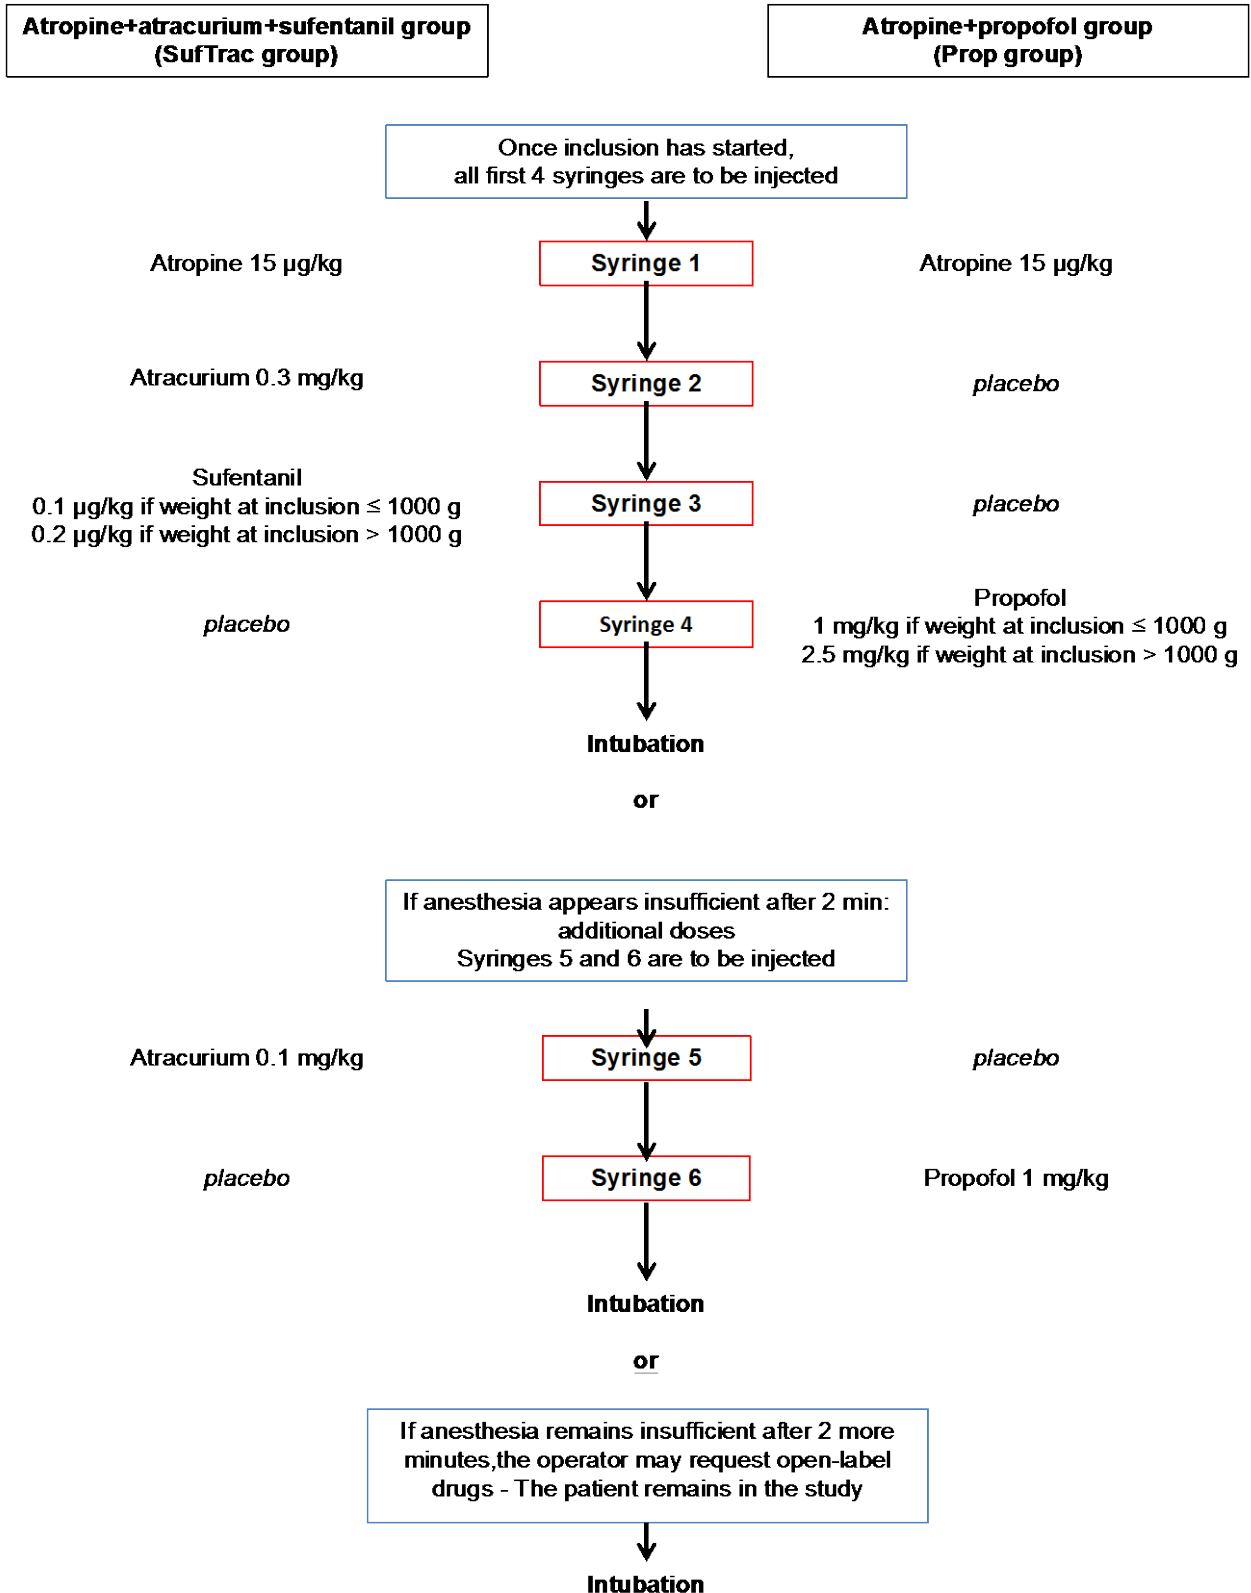 Atropine+atracurium+sufentanil group
(SufTrac group)
Atropine+propofol group
(Prop group)
Once inclusion has started,
all first 4 syringes are to be injected
Atropine 15 µg/kg
Syringe 1
Atropine 15 µg/kg
Atracurium 0.3 mg/kg
Syringe 2
placebo
Sufentanil
0.1 µg/kg if weight at inclusion ≤ 1000 g
0.2 µg/kg if weight at inclusion > 1000 g
Syringe 3
placebo
placebo
Syringe 4
Propofol
1 mg/kg if weight at inclusion ≤ 1000 g
2.5 mg/kg if weight at inclusion > 1000 g
Intubation
or
If anesthesia appears insufficient after 2 min:
additional doses
Syringes 5 and 6 are to be injected
Atracurium 0.1 mg/kg
Syringe 5
placebo
placebo
Syringe 6
Propofol 1 mg/kg
Intubation
or
If anesthesia remains insufficient after 2 more
minutes,the operator may request open-label
drugs - The patient remains in the study
Intubation